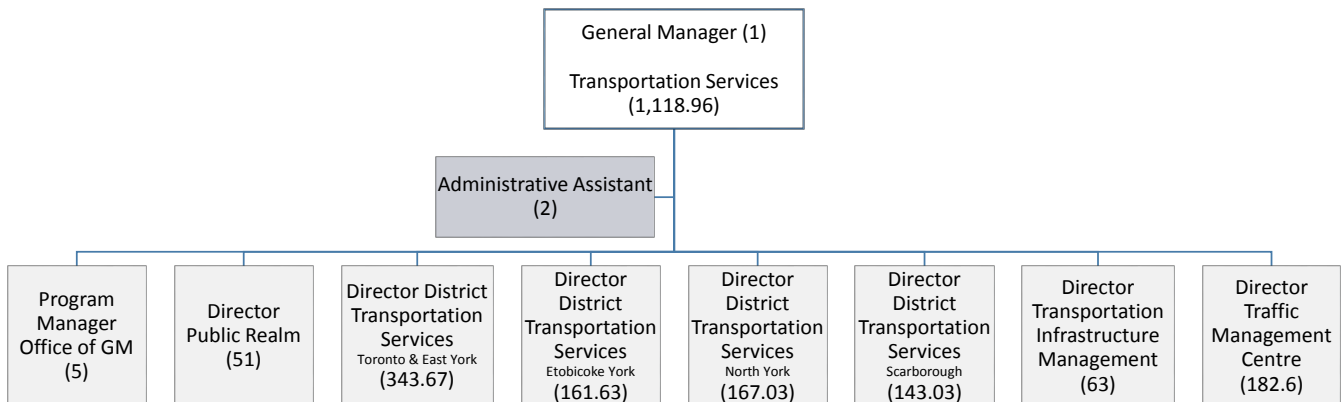 General Manager (1)
Transportation Services
(1,118.96)
Administrative Assistant
(2)
Program
Manager
Office of GM
(5)
Director
Public Realm
(51)
Director District
Transportation
Services
Toronto & East York
(343.67)
Director
District
Transportation
Services
Etobicoke York
(161.63)
Director
District
Transportation
Services
North York
(167.03)
Director
District
Transportation
Services
Scarborough
(143.03)
Director
Transportation
Infrastructure
Management
(63)
Director
Traffic
Management
Centre
(182.6)